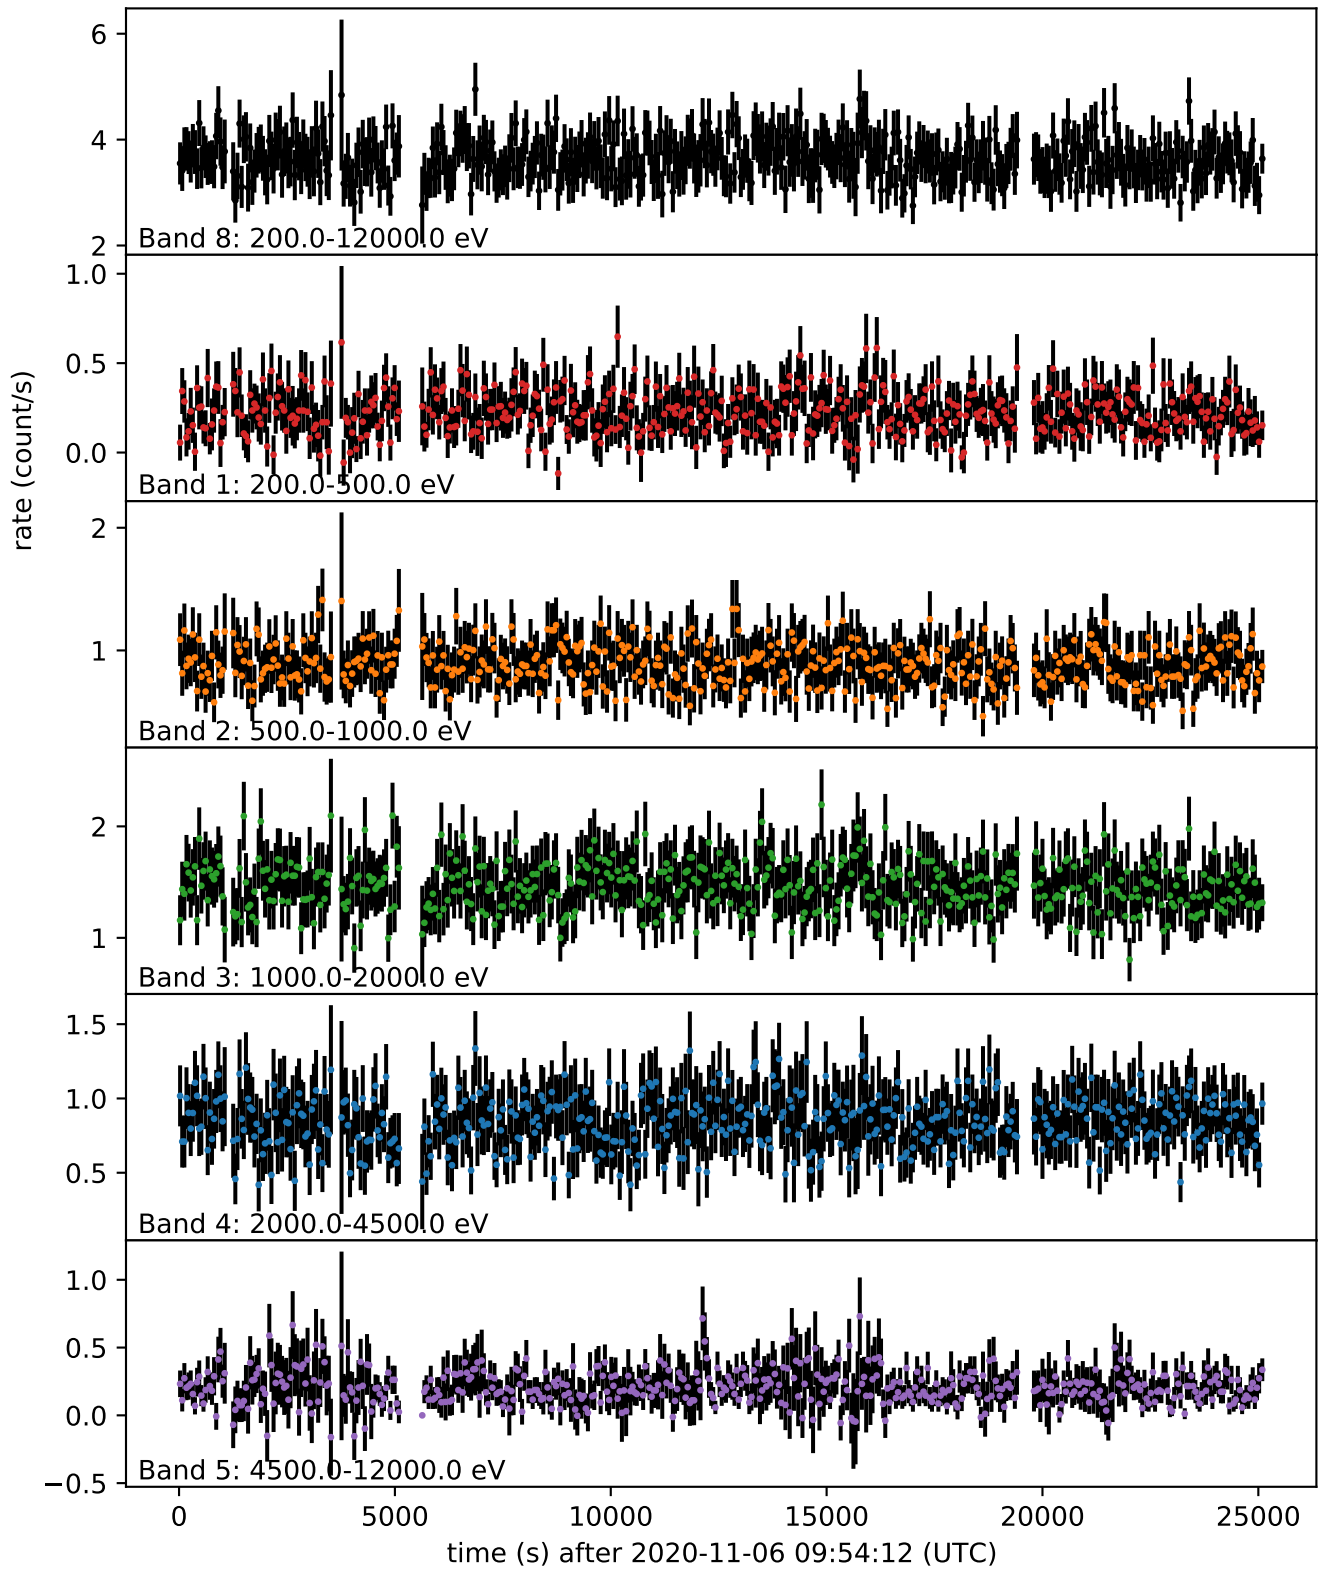 rate (count/s)
6
4
2
Band 8: 200.0-12000.0 eV
1.0
0.5
0.0
Band 1: 200.0-500.0 eV
2
1
Band 2: 500.0-1000.0 eV
2
1
Band 3: 1000.0-2000.0 eV
1.5
1.0
0.5
Band 4: 2000.0-4500.0 eV
1.0
0.5
0.0
−0.5
Band 5: 4500.0-12000.0 eV
0 5000 10000 15000 20000 25000
time (s) after 2020-11-06 09:54:12 (UTC)